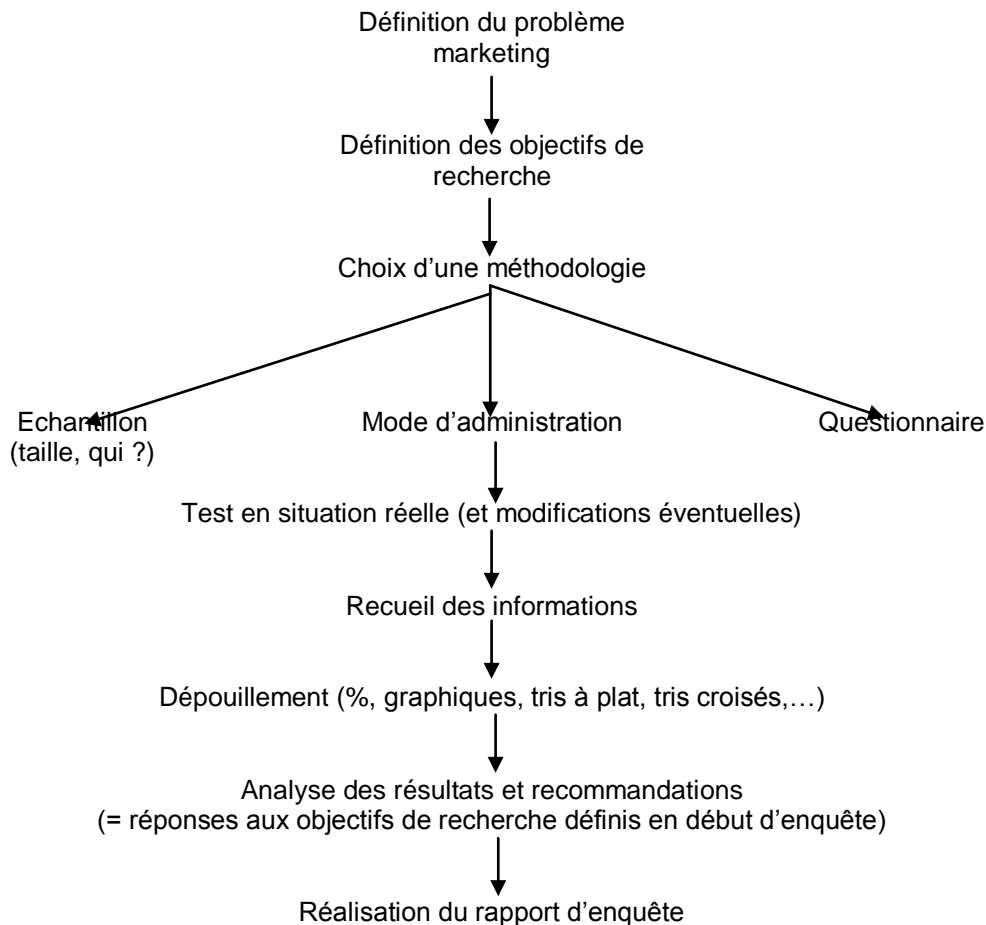 Définition du problème
marketing
Définition des objectifs de
recherche
Choix d’une méthodologie
Echantillon
(taille, qui ?)
Mode d’administration
Questionnaire
Test en situation réelle (et modifications éventuelles)
Recueil des informations
Dépouillement (%, graphiques, tris à plat, tris croisés,…)
Analyse des résultats et recommandations
(= réponses aux objectifs de recherche définis en début d’enquête)
Réalisation du rapport d’enquête